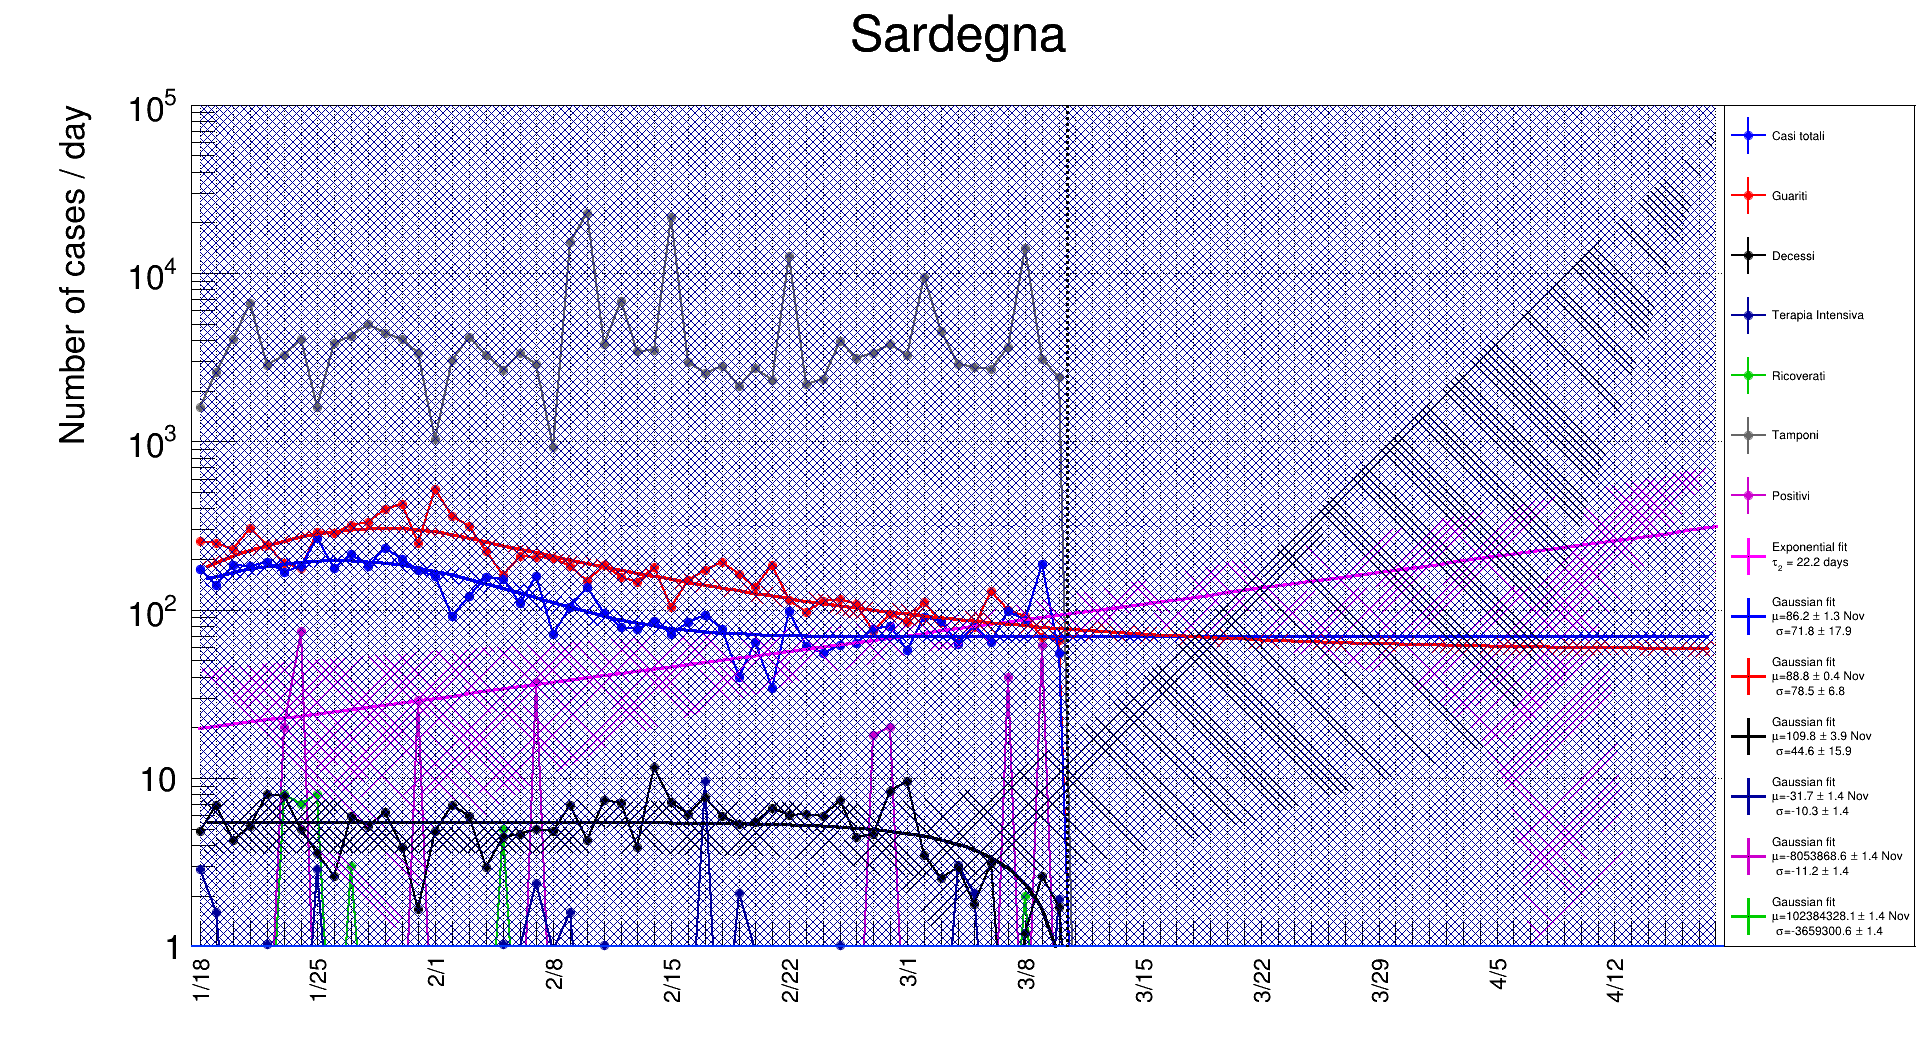 Sardegna
Number of cases / day
10^5
10^4
10^3
10^2
10
1
1/18
1/25
2/1
2/8
2/15
2/22
3/1
3/8
3/15
3/22
3/29
4/5
4/12
Casi totali
Guariti
Decessi
Terapia Intensiva
Ricoverati
Tamponi
Positivi
Exponential fit
τ_2 = 22.2 days
Gaussian fit
μ=86.2 ± 1.3 Nov
σ=71.8 ± 17.9
Gaussian fit
μ=88.8 ± 0.4 Nov
σ=78.5 ± 6.8
Gaussian fit
μ=109.8 ± 3.9 Nov
σ=44.6 ± 15.9
Gaussian fit
μ=-31.7 ± 1.4 Nov
σ=-10.3 ± 1.4
Gaussian fit
μ=-8053868.6 ± 1.4 Nov
σ=-11.2 ± 1.4
Gaussian fit
μ=102384328.1 ± 1.4 Nov
σ=-3659300.6 ± 1.4